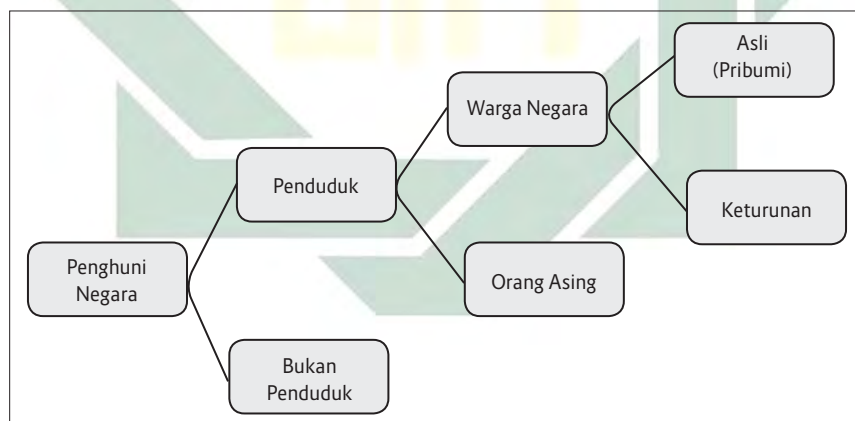 Asli
(Pribumi)
Warga Negara
Penduduk
Keturunan
Penghuni
Negara
Orang Asing
Bukan
Penduduk